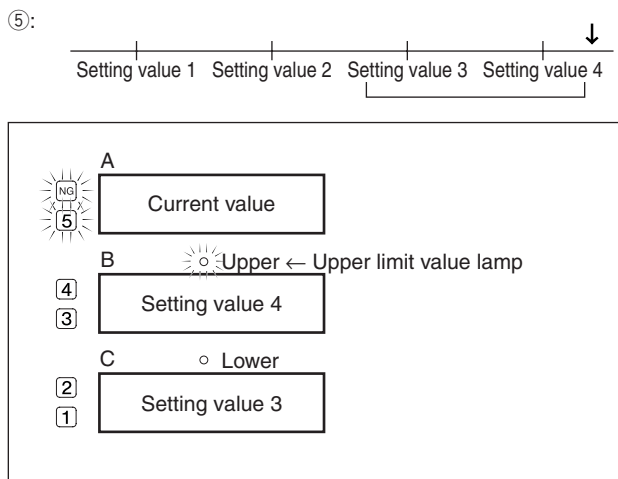 ⑤:
↓
Setting value 1 Setting value 2 Setting value 3 Setting value 4
A
NG
5
Current value
B
Upper ← Upper limit value lamp
4
3
Setting value 4
C
Lower
2
1
Setting value 3